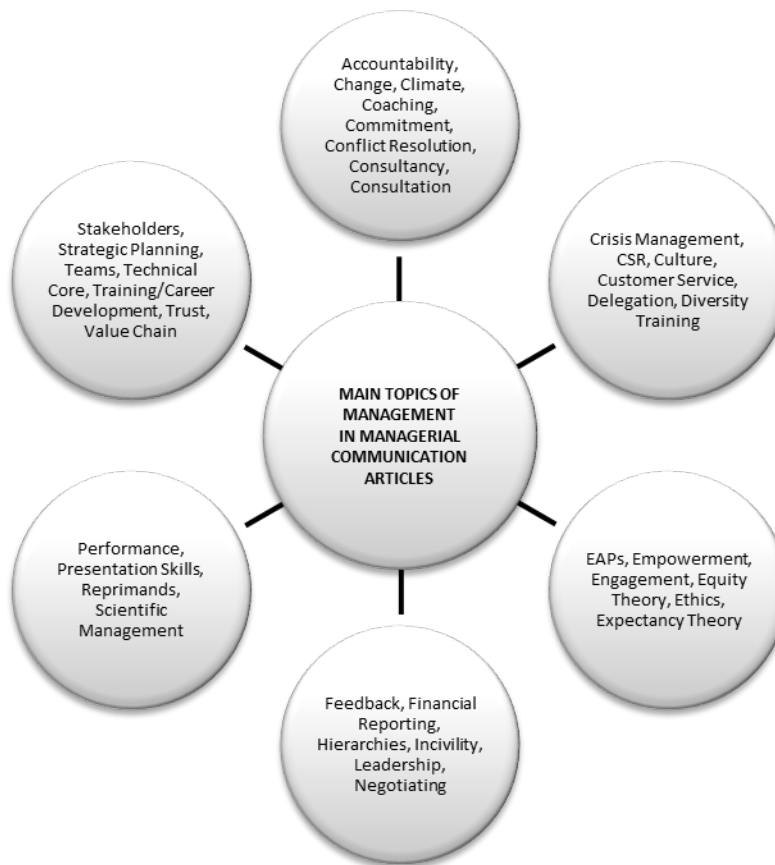 Accountability,
Change, Climate,
Coaching,
Commitment,
Conflict Resolution,
Consultancy,
Consultation
Crisis Management,
CSR, Culture,
Customer Service,
Delegation, Diversity
Training
EAPs, Empowerment,
Engagement, Equity
Theory, Ethics,
Expectancy Theory
Feedback, Financial
Reporting,
Hierarchies, Incivility,
Leadership,
Negotiating
Performance,
Presentation Skills,
Reprimands,
Scientific
Management
Stakeholders,
Strategic Planning,
Teams, Technical
Core, Training/Career
Development, Trust,
Value Chain
MAIN TOPICS OF
MANAGEMENT
IN MANAGERIAL
COMMUNICATION
ARTICLES